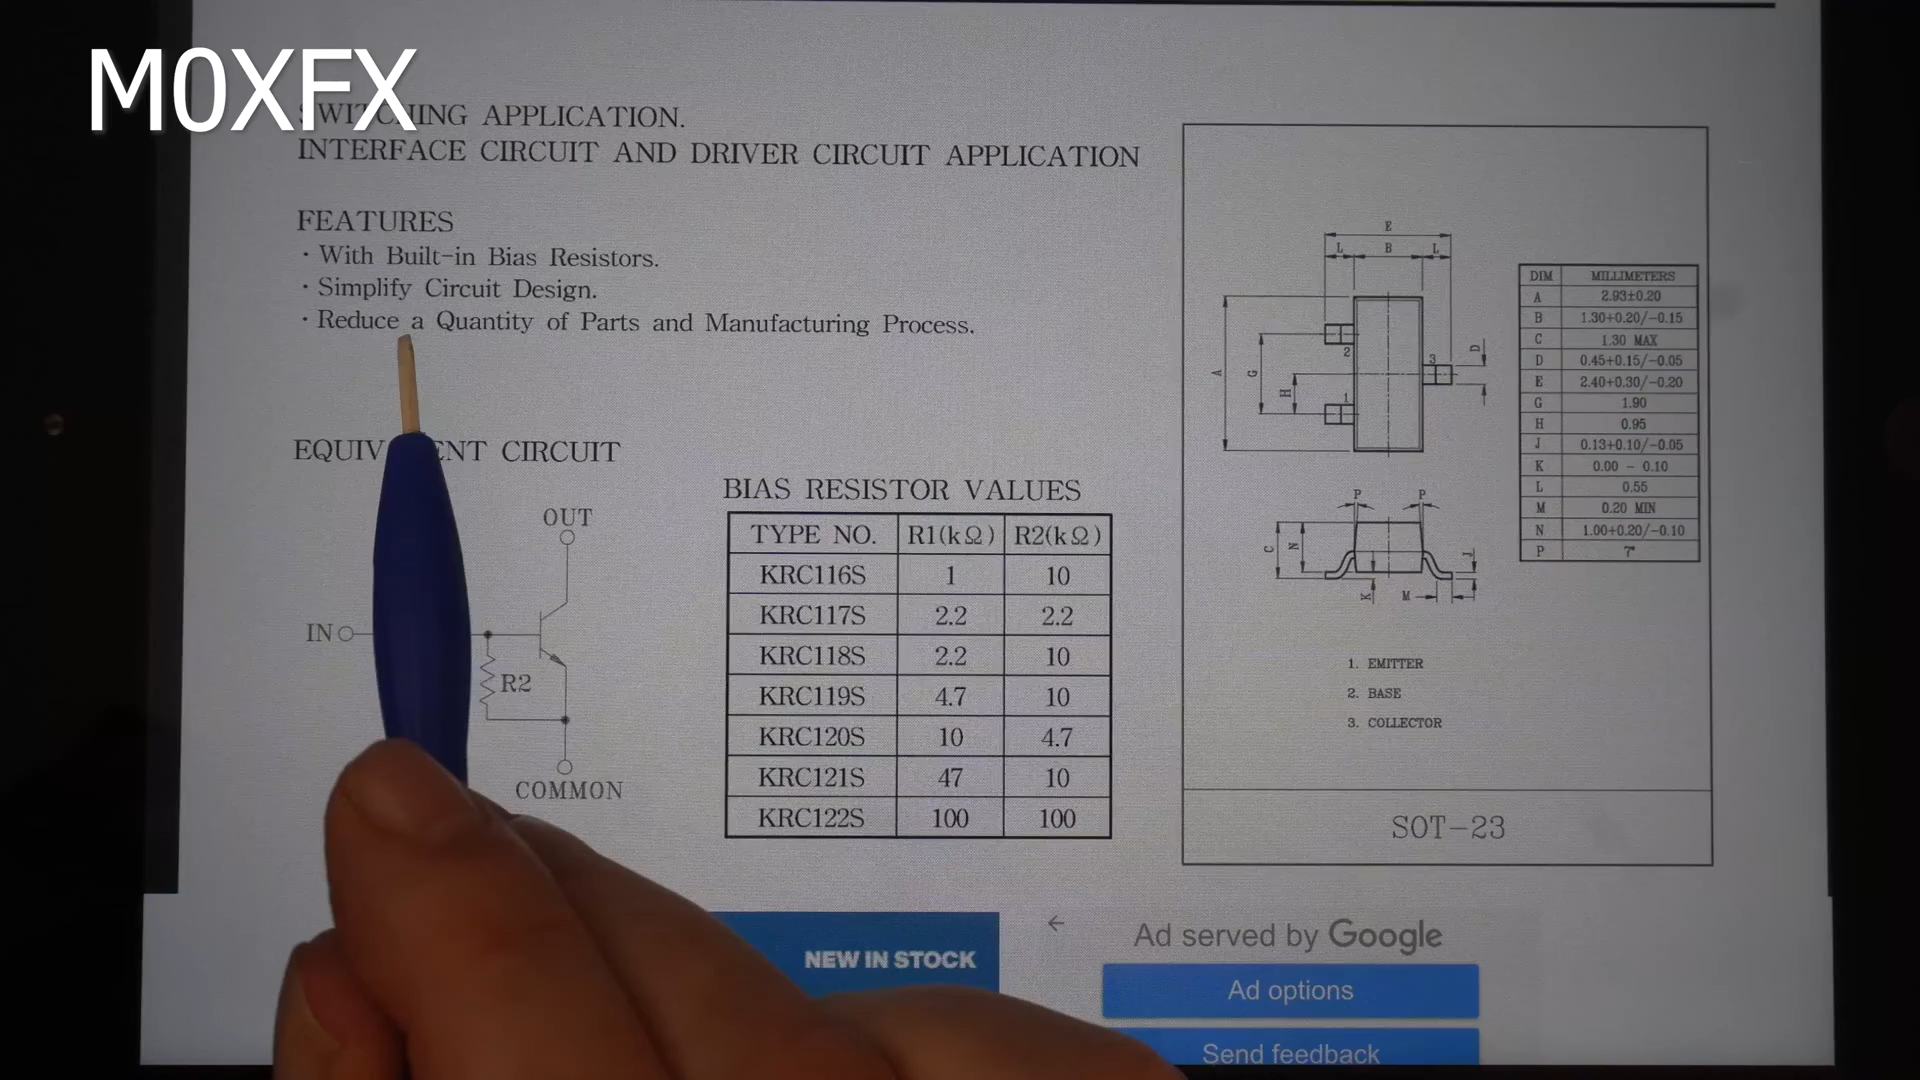 M0XFX
SWITCHING APPLICATION.
INTERFACE CIRCUIT AND DRIVER CIRCUIT APPLICATION
FEATURES
· With Built-in Bias Resistors.
· Simplify Circuit Design.
· Reduce a Quantity of Parts and Manufacturing Process.
EQUIV ENT CIRCUIT
OUT
IN
R2
COMMON
BIAS RESISTOR VALUES
TYPE NO. R1(kΩ) R2(kΩ)
KRC116S 1 10
KRC117S 2.2 2.2
KRC118S 2.2 10
KRC119S 4.7 10
KRC120S 10 4.7
KRC121S 47 10
KRC122S 100 100
E
L B L
A G H 2 1 3 D
P P
C N K M J
DIM MILLIMETERS
A 2.93±0.20
B 1.30+0.20/-0.15
C 1.30 MAX
D 0.45+0.15/-0.05
E 2.40+0.30/-0.20
G 1.90
H 0.95
J 0.13+0.10/-0.05
K 0.00 - 0.10
L 0.55
M 0.20 MIN
N 1.00+0.20/-0.10
P 7°
1. EMITTER
2. BASE
3. COLLECTOR
SOT-23
NEW IN STOCK
Ad served by Google
Ad options
Send feedback